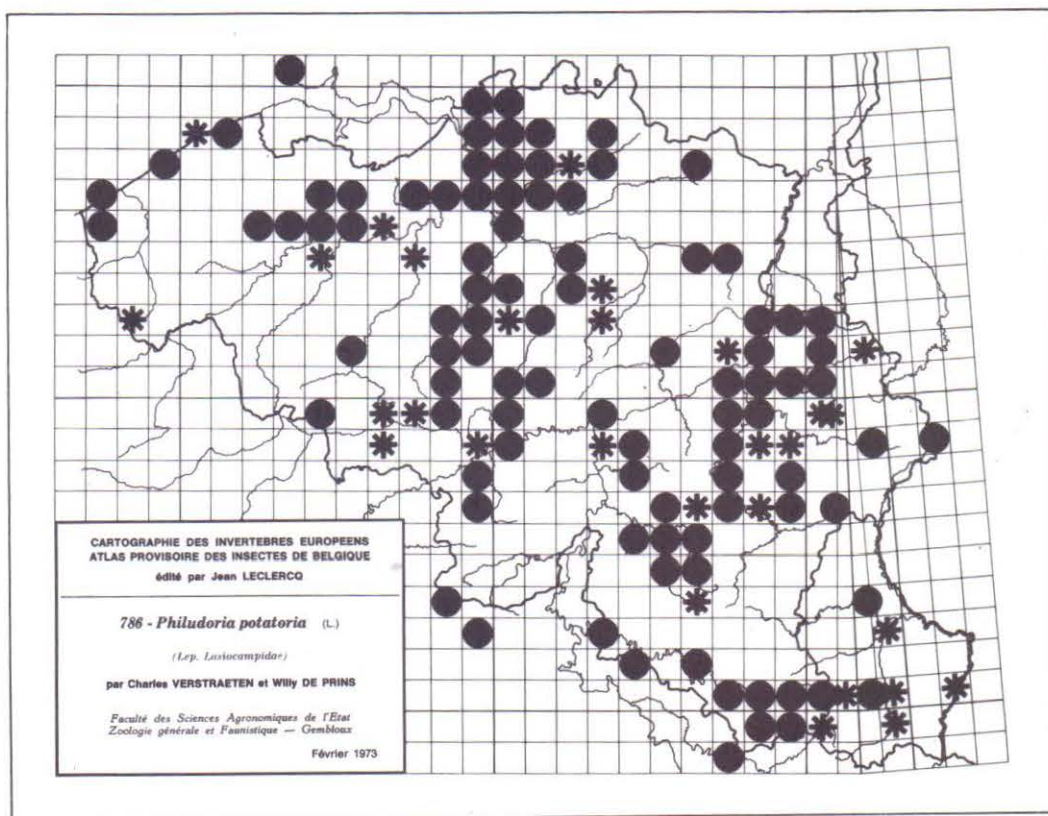 CARTOGRAPHIE DES INVERTEBRES EUROPEENS
ATLAS PROVISOIRE DES INSECTES DE BELGIQUE
édité par Jean LECLERCQ
786 - Philudoria potatoria (L.)
(Lep. Lasiocampidae)
par Charles VERSTRAETEN et Willy DE PRINS
Faculté des Sciences Agronomiques de l'Etat
Zoologie générale et Faunistique — Gembloux
Février 1973